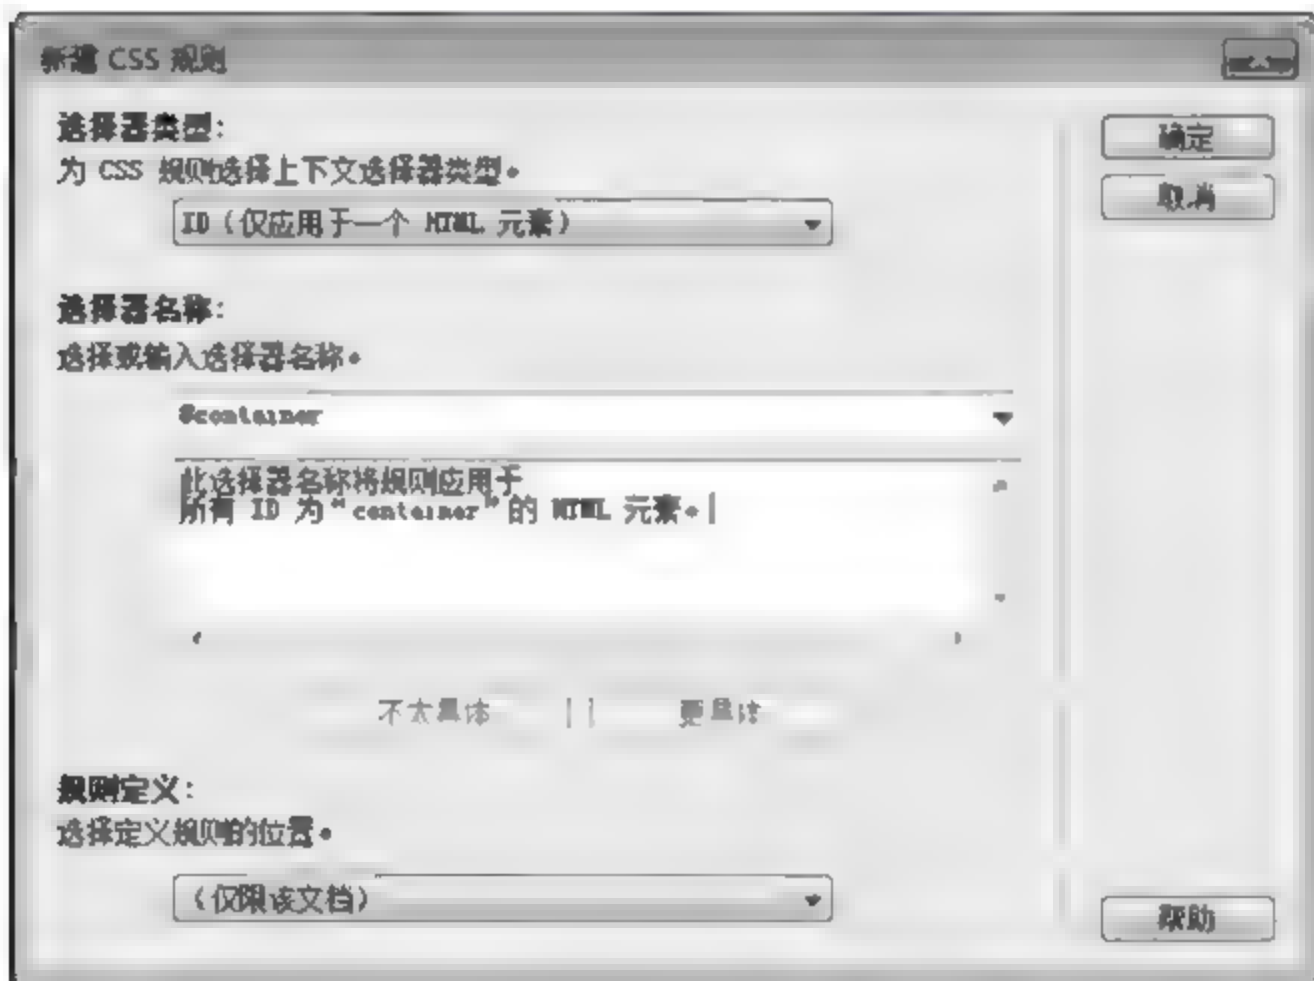 新建 CSS 规则
选择器类型:
为 CSS 规则选择上下文选择器类型。
ID(仅应用于一个 HTML 元素)
确定
取消
选择器名称:
选择或输入选择器名称。
#container
此选择器名称将规则应用于
所有 ID 为“container”的 HTML 元素。
不太具体
更具体
规则定义:
选择定义规则的位置。
(仅限该文档)
帮助